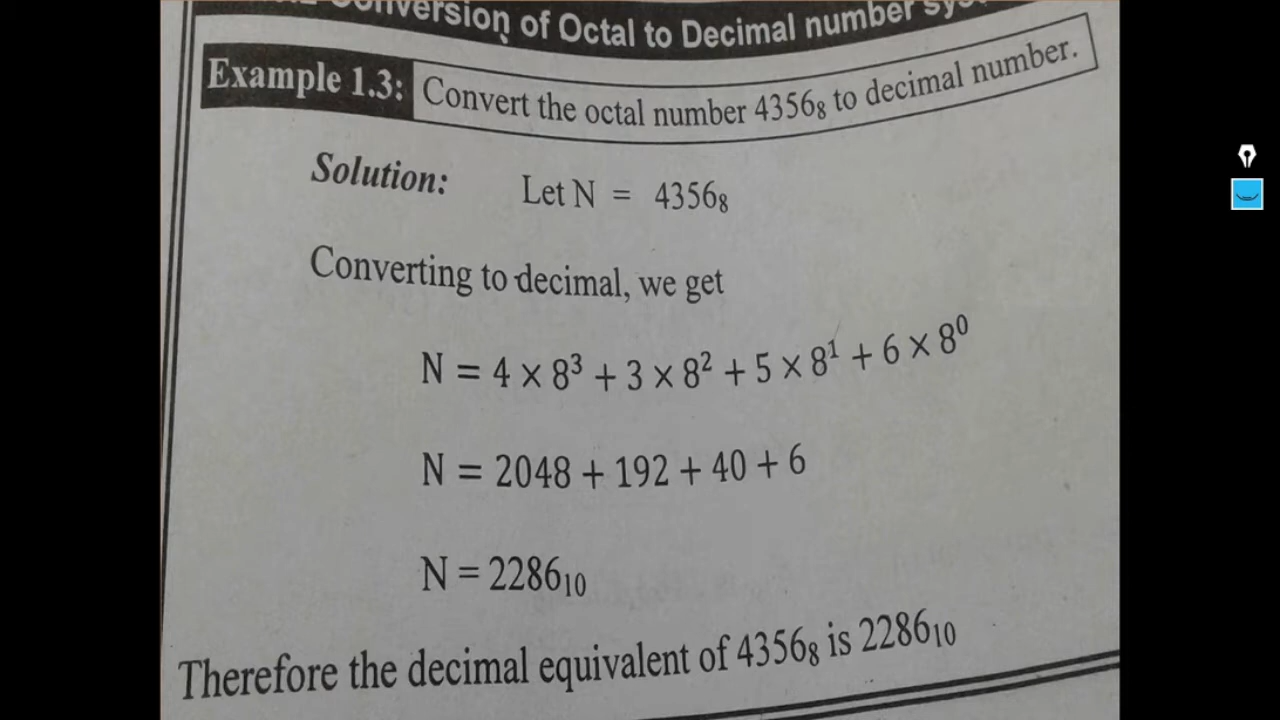 Conversion of Octal to Decimal number
Example 1.3: Convert the octal number 4356₈ to decimal number.
Solution: Let N = 4356₈
Converting to decimal, we get
N = 4 × 8³ + 3 × 8² + 5 × 8¹ + 6 × 8⁰
N = 2048 + 192 + 40 + 6
N = 2286₁₀
Therefore the decimal equivalent of 4356₈ is 2286₁₀